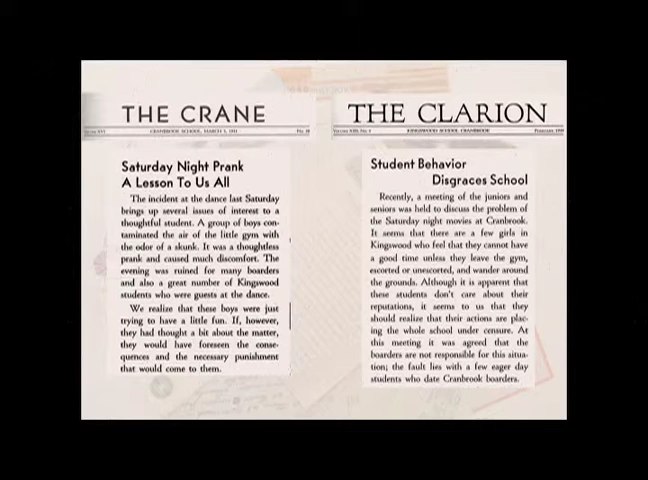 THE CRANE
CRANBROOK SCHOOL, MARCH
Saturday Night Prank
A Lesson To Us All
The incident at the dance last Saturday
brings up several issues of interest to a
thoughtful student. A group of boys con-
taminated the air of the little gym with
the odor of a skunk. It was a thoughtless
prank and caused much discomfort. The
evening was ruined for many boarders
and also a great number of Kingswood
students who were guests at the dance.
We realize that these boys were just
trying to have a little fun. If, however,
they had thought a bit about the matter,
they would have foreseen the conse-
quences and the necessary punishment
that would come to them.
THE CLARION
KINGSWOOD SCHOOL, CRANBROOK
Student Behavior
Disgraces School
Recently, a meeting of the juniors and
seniors was held to discuss the problem of
the Saturday night movies at Cranbrook.
It seems that there are a few girls in
Kingswood who feel that they cannot have
a good time unless they leave the gym,
escorted or unescorted, and wander around
the grounds. Although it is apparent that
these students don't care about their
reputations, it seems to us that they
should realize that their actions are plac-
ing the whole school under censure. At
this meeting it was agreed that the
boarders are not responsible for this situa-
tion; the fault lies with a few eager day
students who date Cranbrook boarders.